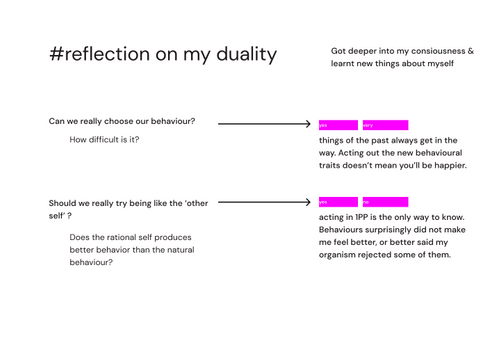 #reflection on my duality
Got deeper into my consiousness &
learnt new things about myself
Can we really choose our behaviour?
How difficult is it?
yes very
things of the past always get in the
way. Acting out the new behavioural
traits doesn't mean you'll be happier.
Should we really try being like the 'other
self' ?
Does the rational self produces
better behavior than the natural
behaviour?
yes no
acting in 1PP is the only way to know.
Behaviours surprisingly did not make
me feel better, or better said my
organism rejected some of them.